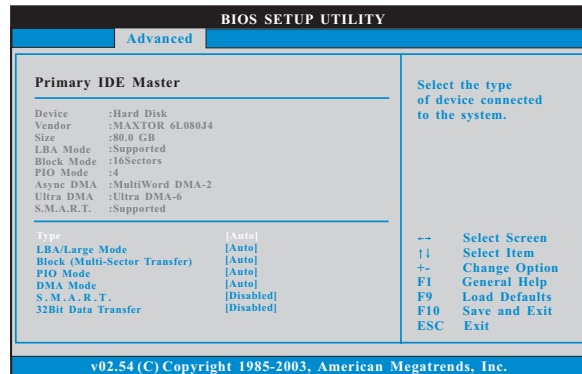 BIOS SETUP UTILITY
Advanced
Primary IDE Master
Device :Hard Disk
Vendor :MAXTOR 6L080J4
Size :80.0 GB
LBA Mode :Supported
Block Mode :16Sectors
PIO Mode :4
Async DMA :MultiWord DMA-2
Ultra DMA :Ultra DMA-6
S.M.A.R.T. :Supported
Type [Auto]
LBA/Large Mode [Auto]
Block (Multi-Sector Transfer) [Auto]
PIO Mode [Auto]
DMA Mode [Auto]
S.M.A.R.T. [Disabled]
32Bit Data Transfer [Disabled]
Select the type
of device connected
to the system.
←→ Select Screen
↑↓ Select Item
+- Change Option
F1 General Help
F9 Load Defaults
F10 Save and Exit
ESC Exit
v02.54 (C) Copyright 1985-2003, American Megatrends, Inc.